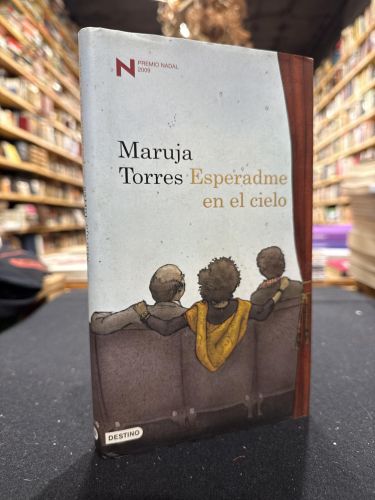 N
PREMIO NADAL
2009
Maruja
Torres Esperadme
en el cielo
DESTINO